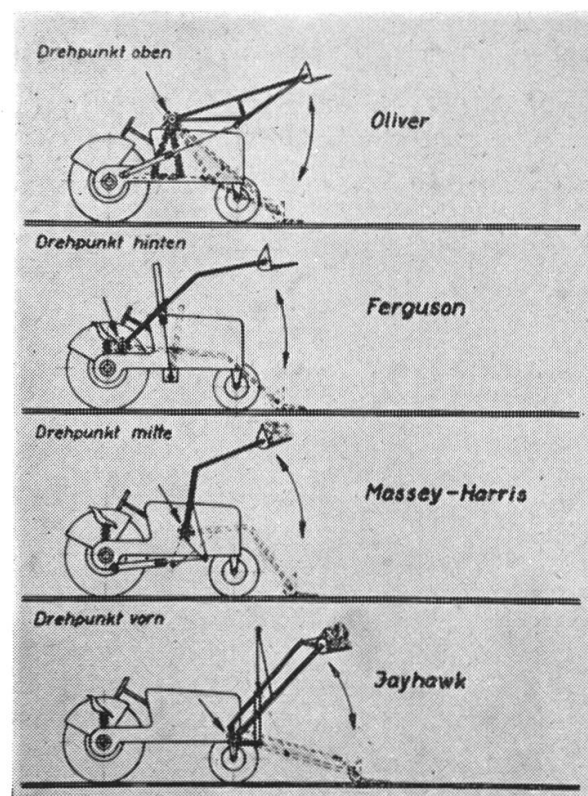 Drehpunkt oben
Oliver
Drehpunkt hinten
Ferguson
Drehpunkt mitte
Massey-Harris
Drehpunkt vorn
Jayhawk